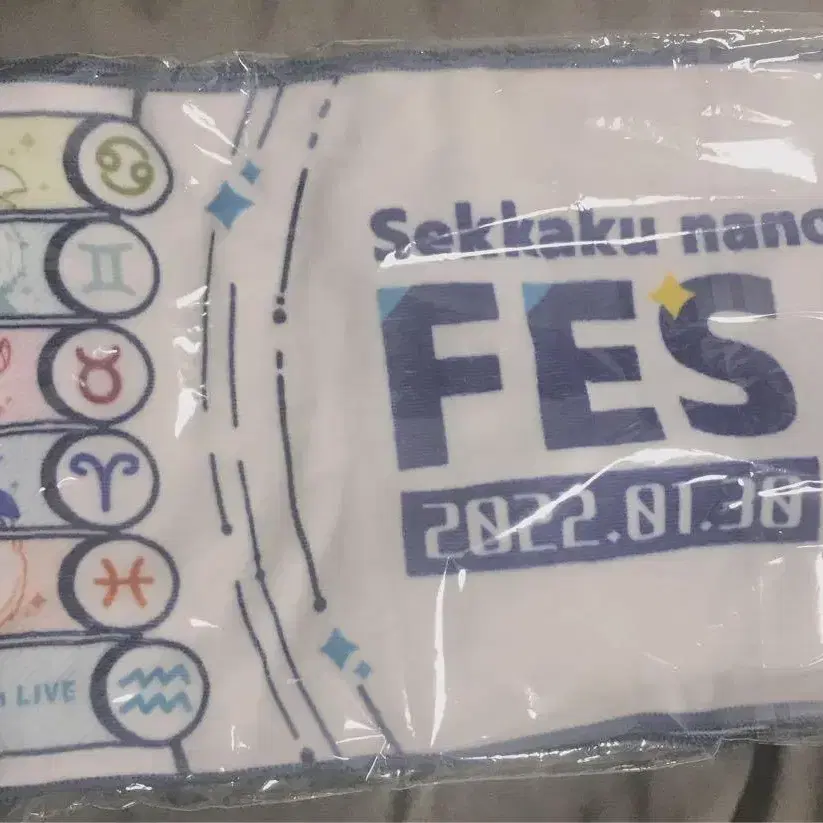 Sekkaku nano
FES
2022.01.30
LIVE